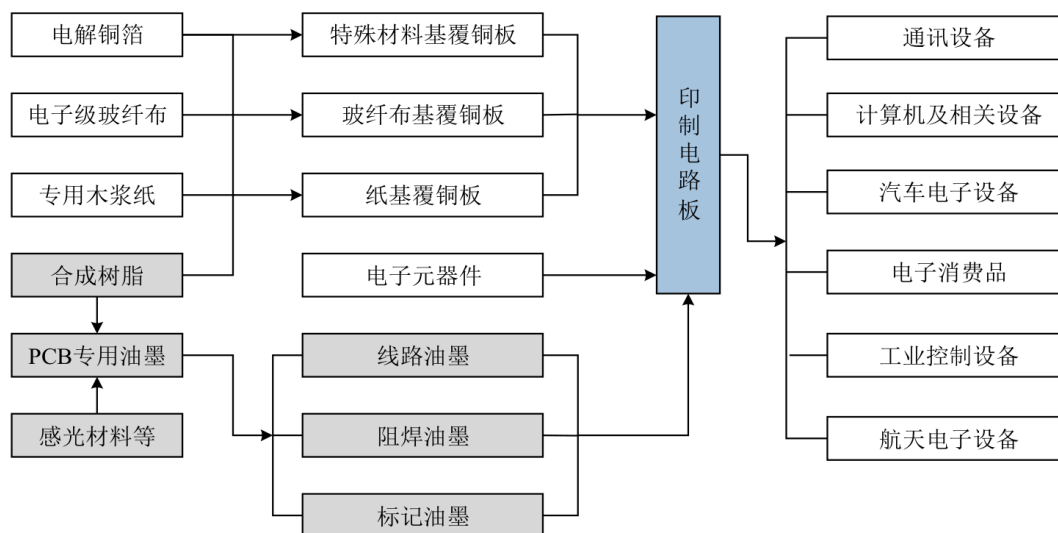 电解铜箔
特殊材料基覆铜板
通讯设备
电子级玻纤布
玻纤布基覆铜板
印制电路板
计算机及相关设备
专用木浆纸
纸基覆铜板
汽车电子设备
合成树脂
电子元器件
电子消费品
PCB专用油墨
线路油墨
工业控制设备
感光材料等
阻焊油墨
航天电子设备
标记油墨